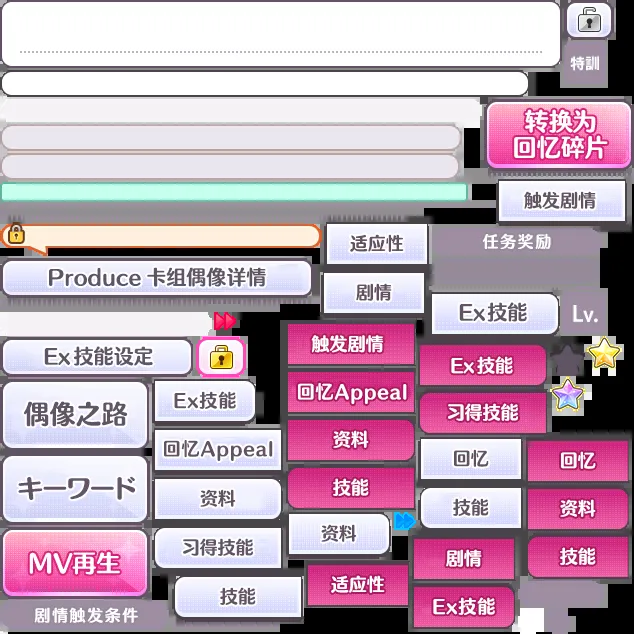 特訓
转换为
回忆碎片
触发剧情
适应性
任务奖励
Produce 卡组偶像详情
剧情
Ex技能
Lv.
触发剧情
Ex技能设定
Ex技能
回忆Appeal
Ex技能
偶像之路
习得技能
资料
回忆Appeal
回忆
回忆
キーワード
技能
资料
技能
资料
资料
习得技能
剧情
技能
MV再生
适应性
技能
Ex技能
剧情触发条件